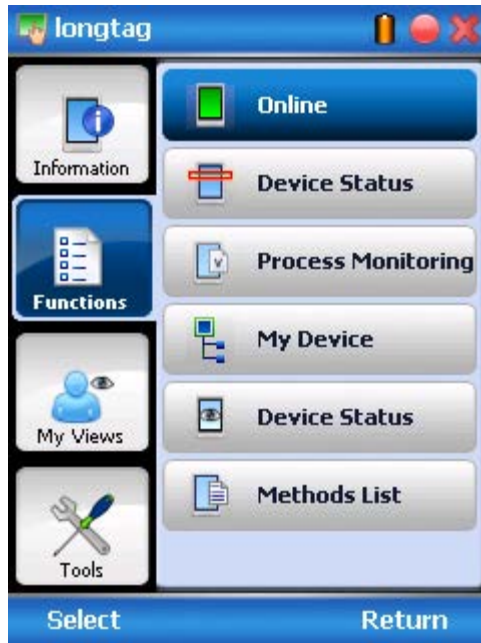 longtag
Information
Functions
My Views
Tools
Online
Device Status
Process Monitoring
My Device
Device Status
Methods List
Select
Return